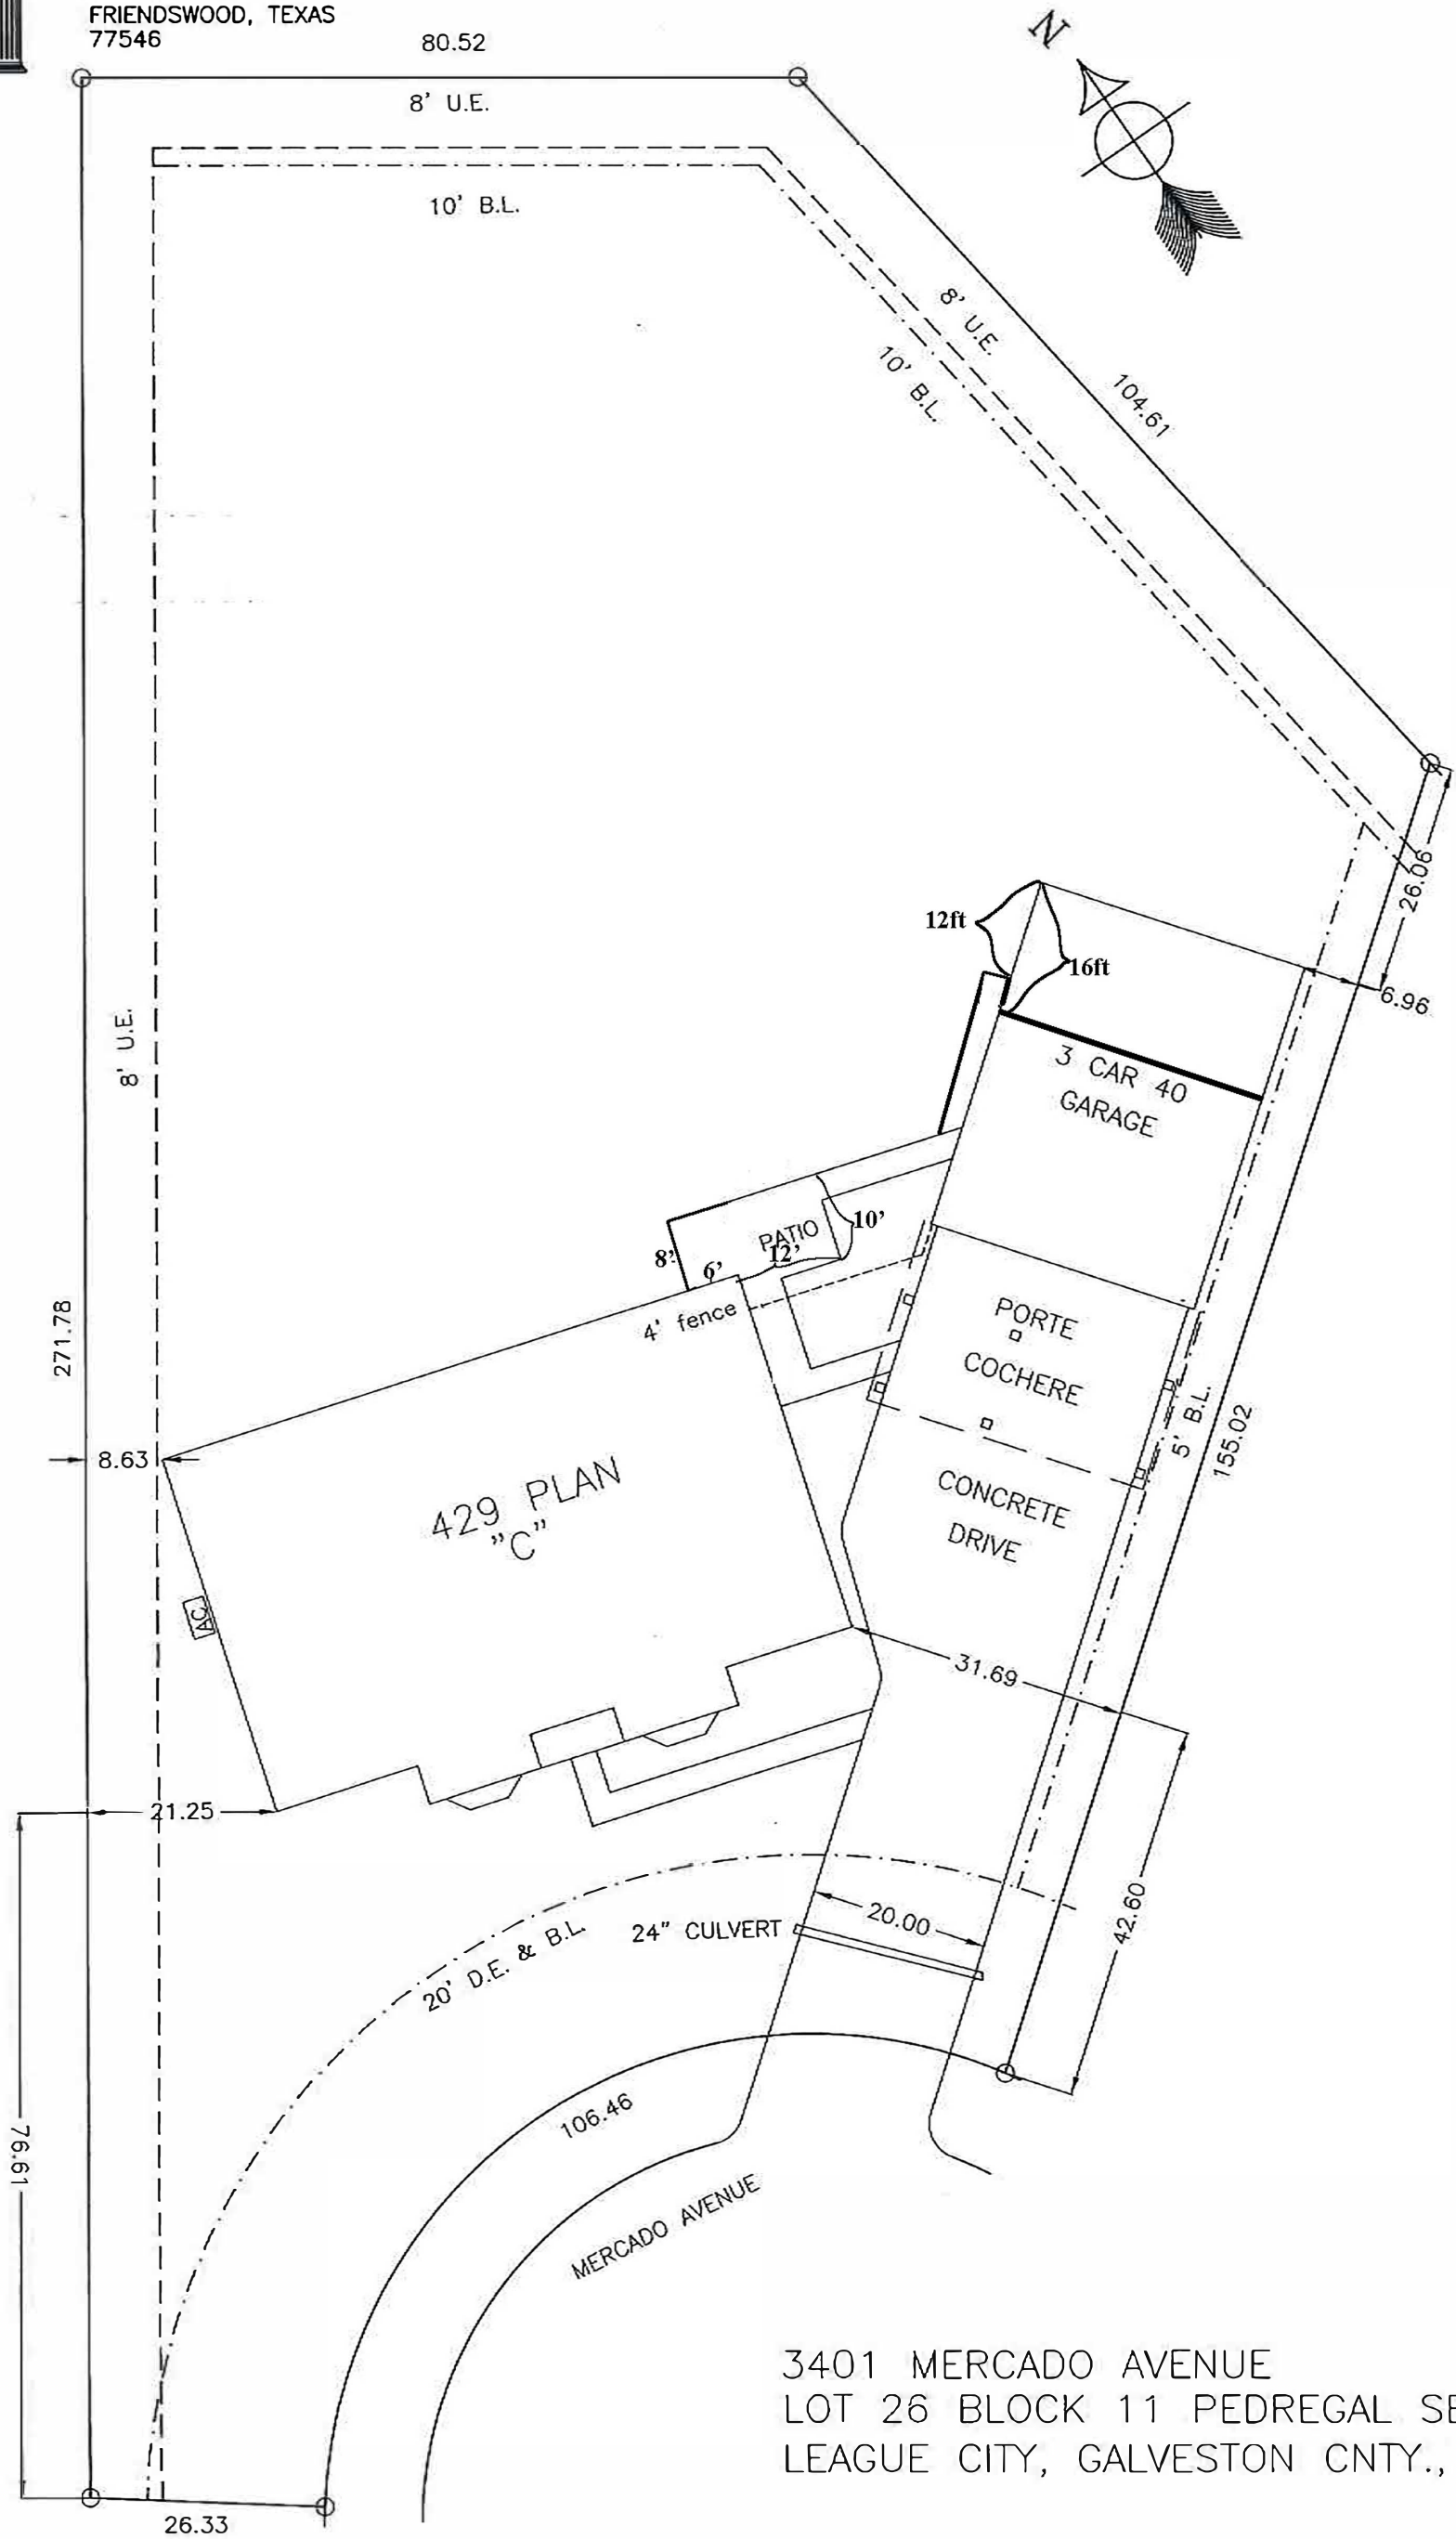 FRIENDSWOOD, TEXAS
77546
80.52
N
8' U.E.
10' B.L.
8' U.E.
10' B.L.
104.61
26.06
12ft
16ft
6.96
3 CAR 40
GARAGE
8' U.E.
PATIO
10'
8'
6'
12'
4' fence
PORTE
COCHERE
271.78
8.63
5' B.L.
155.02
429 PLAN
"C"
CONCRETE
DRIVE
AC
31.69
21.25
20.00
42.60
24" CULVERT
20' D.E. & B.L.
106.46
76.61
MERCADO AVENUE
3401 MERCADO AVENUE
LOT 26 BLOCK 11 PEDREGAL SE
LEAGUE CITY, GALVESTON CNTY.,
26.33